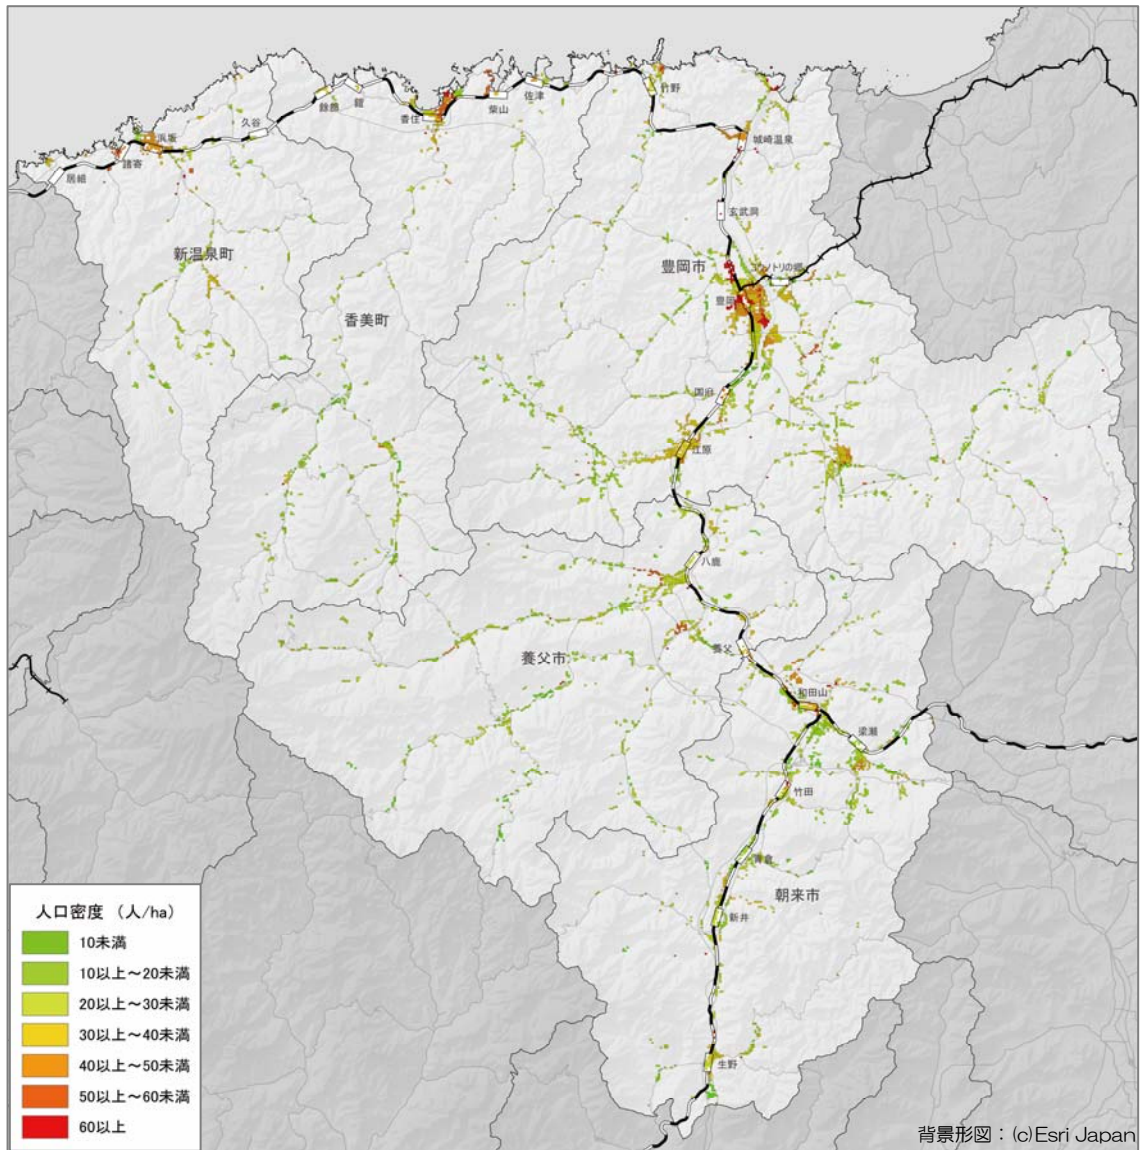 竹野
佐津
柴山
鎧
餘部
香住
久谷
浜坂
諸寄
居組
城崎温泉
玄武洞
新温泉町
豊岡市
コウノトリの郷
豊岡
香美町
国府
江原
八鹿
養父市
養父
和田山
梁瀬
竹田
青倉
朝来市
新井
生野
人口密度 (人/ha)
10未満
10以上~20未満
20以上~30未満
30以上~40未満
40以上~50未満
50以上~60未満
60以上
背景形図:(c)Esri Japan